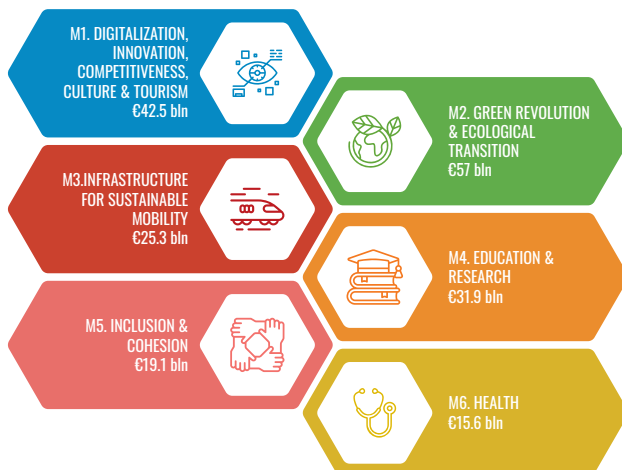 M1. DIGITALIZATION,
INNOVATION,
COMPETITIVENESS,
CULTURE & TOURISM
€42.5 bln
M2. GREEN REVOLUTION
& ECOLOGICAL
TRANSITION
€57 bln
M3.INFRASTRUCTURE
FOR SUSTAINABLE
MOBILITY
€25.3 bln
M4. EDUCATION &
RESEARCH
€31.9 bln
M5. INCLUSION &
COHESION
€19.1 bln
M6. HEALTH
€15.6 bln